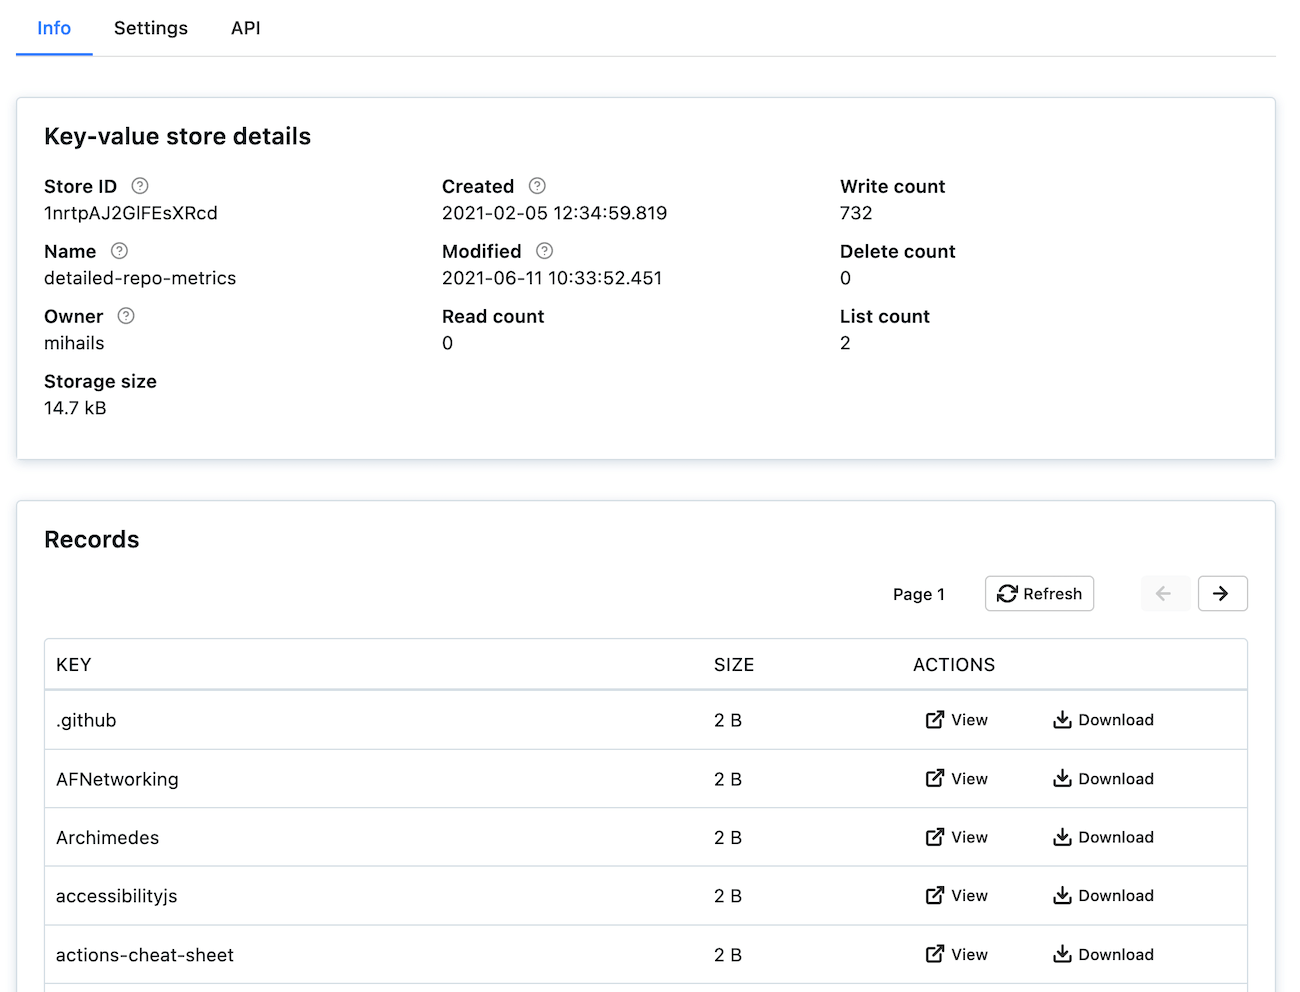 Info Settings API
Key-value store details
Store ID Created Write count
1nrtpAJ2GlFEsXRcd 2021-02-05 12:34:59.819 732
Name Modified Delete count
detailed-repo-metrics 2021-06-11 10:33:52.451 0
Owner Read count List count
mihails 0 2
Storage size
14.7 kB
Records
Page 1 Refresh
KEY SIZE ACTIONS
.github 2 B View Download
AFNetworking 2 B View Download
Archimedes 2 B View Download
accessibilityjs 2 B View Download
actions-cheat-sheet 2 B View Download